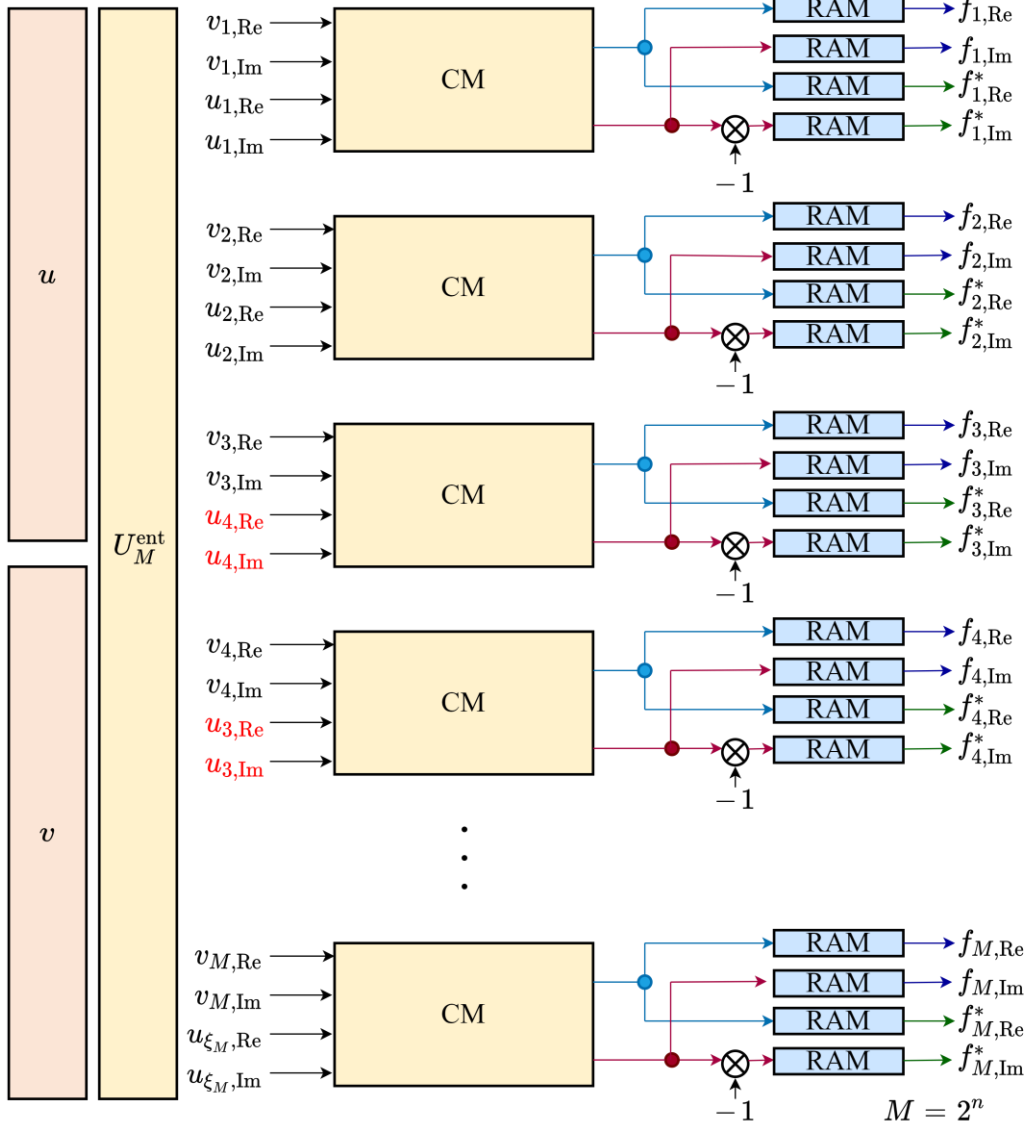 u
v
U_M^ent
v_{1,Re}
v_{1,Im}
u_{1,Re}
u_{1,Im}
CM
RAM
RAM
RAM
RAM
−1
f_{1,Re}
f_{1,Im}
f^*_{1,Re}
f^*_{1,Im}
v_{2,Re}
v_{2,Im}
u_{2,Re}
u_{2,Im}
CM
RAM
RAM
RAM
RAM
−1
f_{2,Re}
f_{2,Im}
f^*_{2,Re}
f^*_{2,Im}
v_{3,Re}
v_{3,Im}
u_{4,Re}
u_{4,Im}
CM
RAM
RAM
RAM
RAM
−1
f_{3,Re}
f_{3,Im}
f^*_{3,Re}
f^*_{3,Im}
v_{4,Re}
v_{4,Im}
u_{3,Re}
u_{3,Im}
CM
RAM
RAM
RAM
RAM
−1
f_{4,Re}
f_{4,Im}
f^*_{4,Re}
f^*_{4,Im}
v_{M,Re}
v_{M,Im}
u_{ξ_M,Re}
u_{ξ_M,Im}
CM
RAM
RAM
RAM
RAM
−1
f_{M,Re}
f_{M,Im}
f^*_{M,Re}
f^*_{M,Im}
M = 2^n